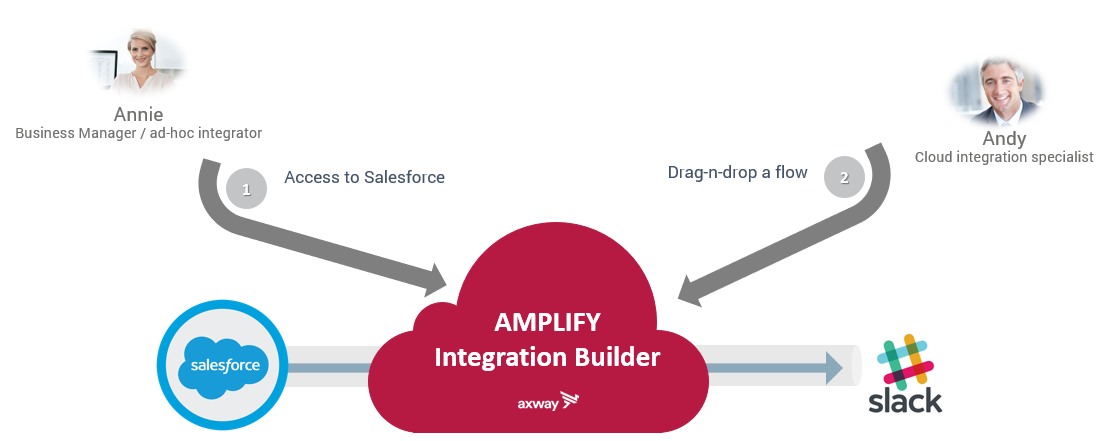 Annie
Business Manager / ad-hoc integrator
Andy
Cloud integration specialist
1
Access to Salesforce
Drag-n-drop a flow
2
AMPLIFY
Integration Builder
axway
salesforce
slack